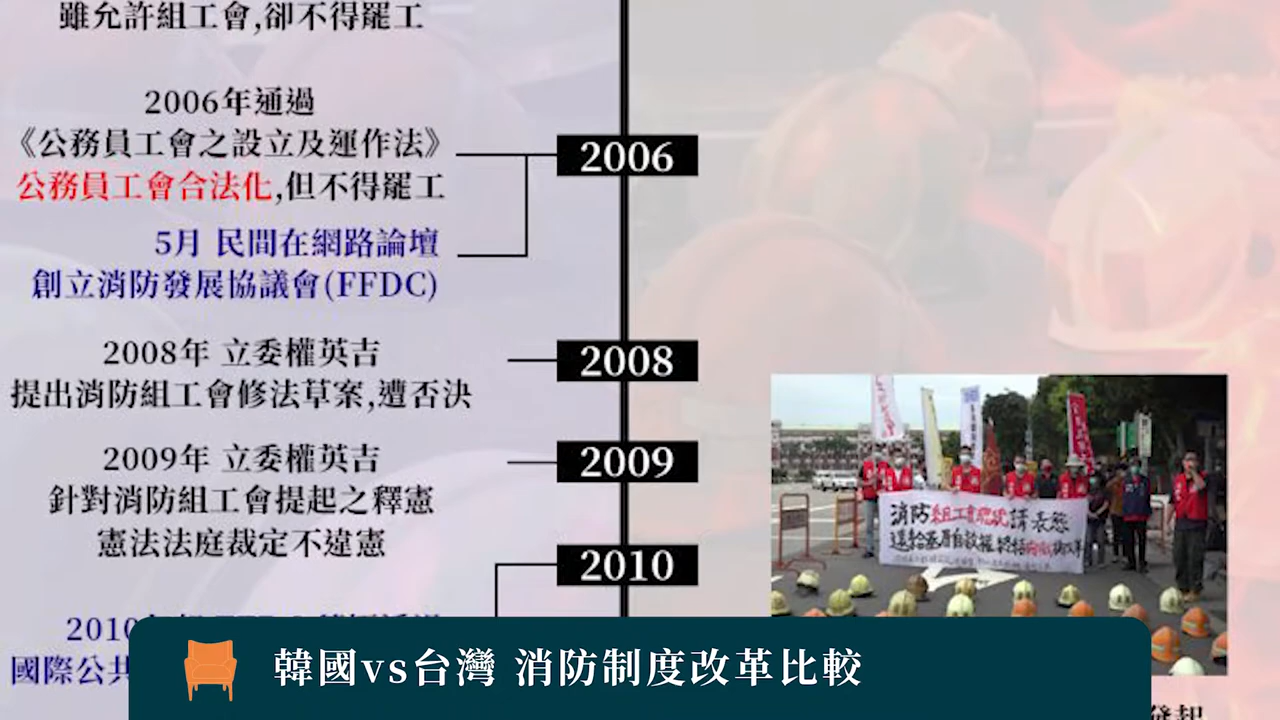 雖允許組工會,卻不得罷工
2006年通過
《公務員工會之設立及運作法》
公務員工會合法化,但不得罷工
5月 民間在網路論壇
創立消防發展協議會(FFDC)
2006
2008年 立委權英吉
提出消防組工會修法草案,遭否決
2008
2009年 立委權英吉
針對消防組工會提起之釋憲
憲法法庭裁定不違憲
2009
2010
2010
國際公共
消防組工會
韓國vs台灣 消防制度改革比較